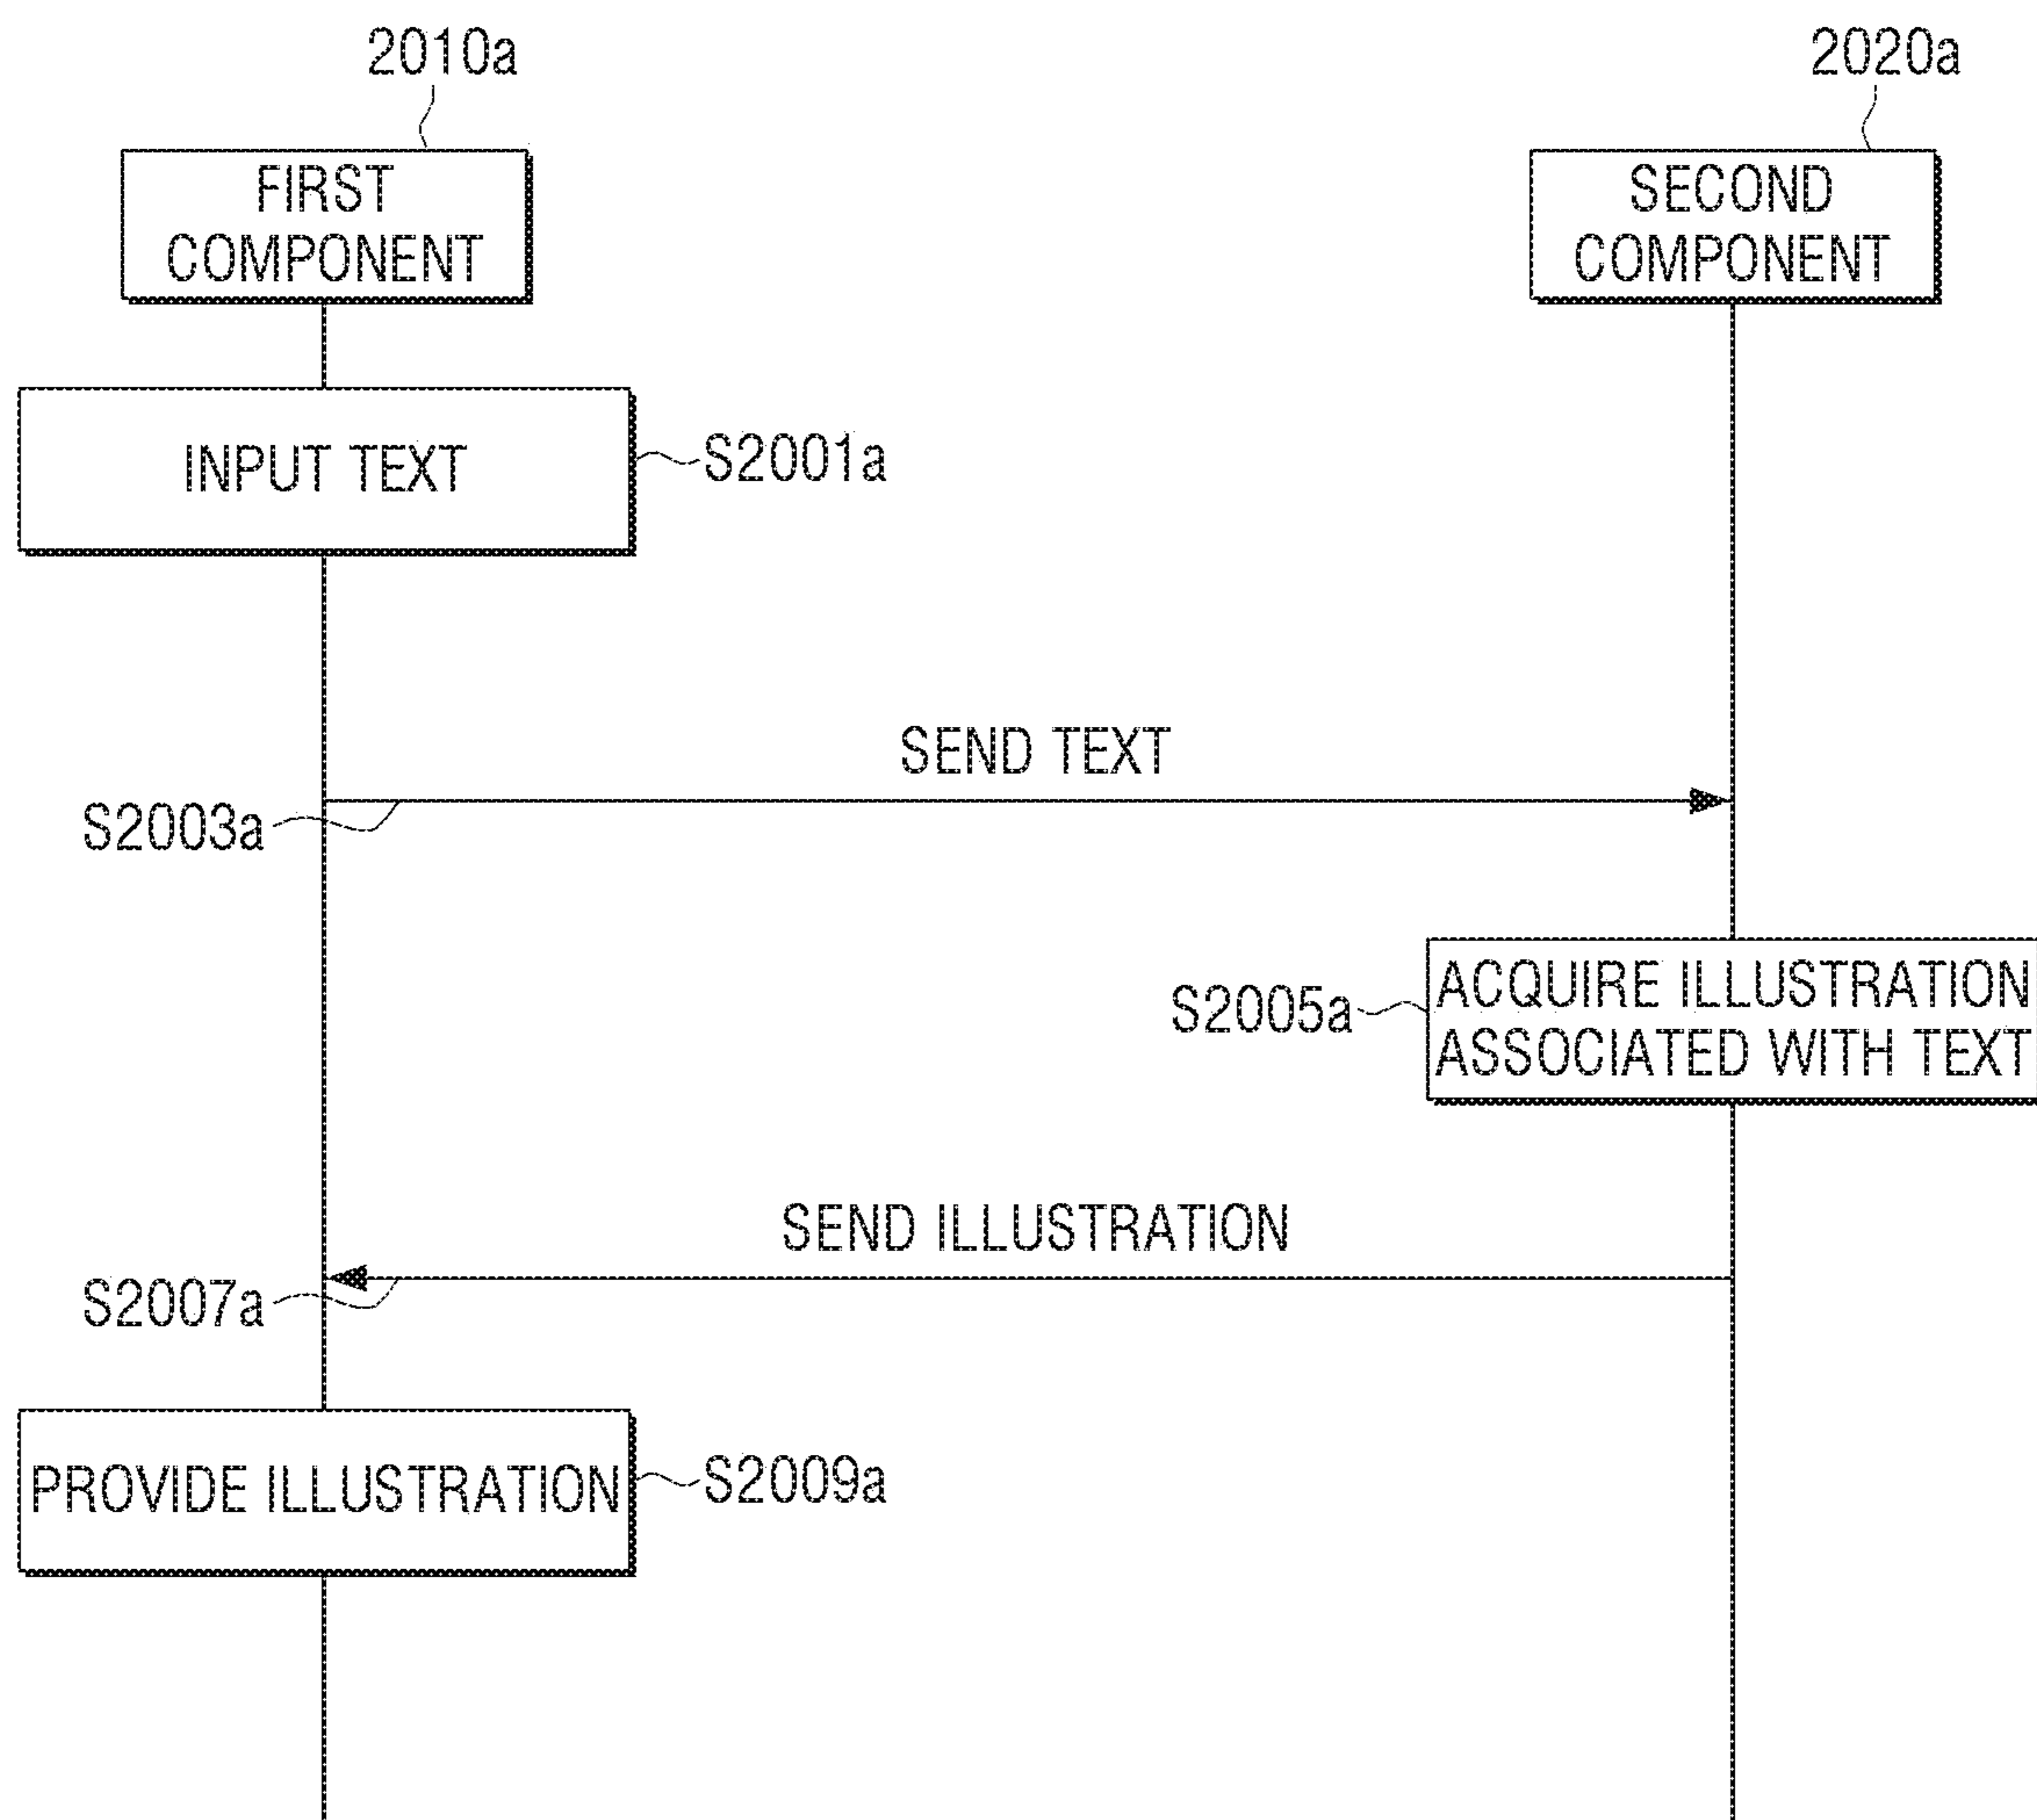 2010a
2020a
FIRST
COMPONENT
SECOND
COMPONENT
INPUT TEXT
S2001a
SEND TEXT
S2003a
S2005a
ACQUIRE ILLUSTRATION
ASSOCIATED WITH TEXT
SEND ILLUSTRATION
S2007a
PROVIDE ILLUSTRATION
S2009a